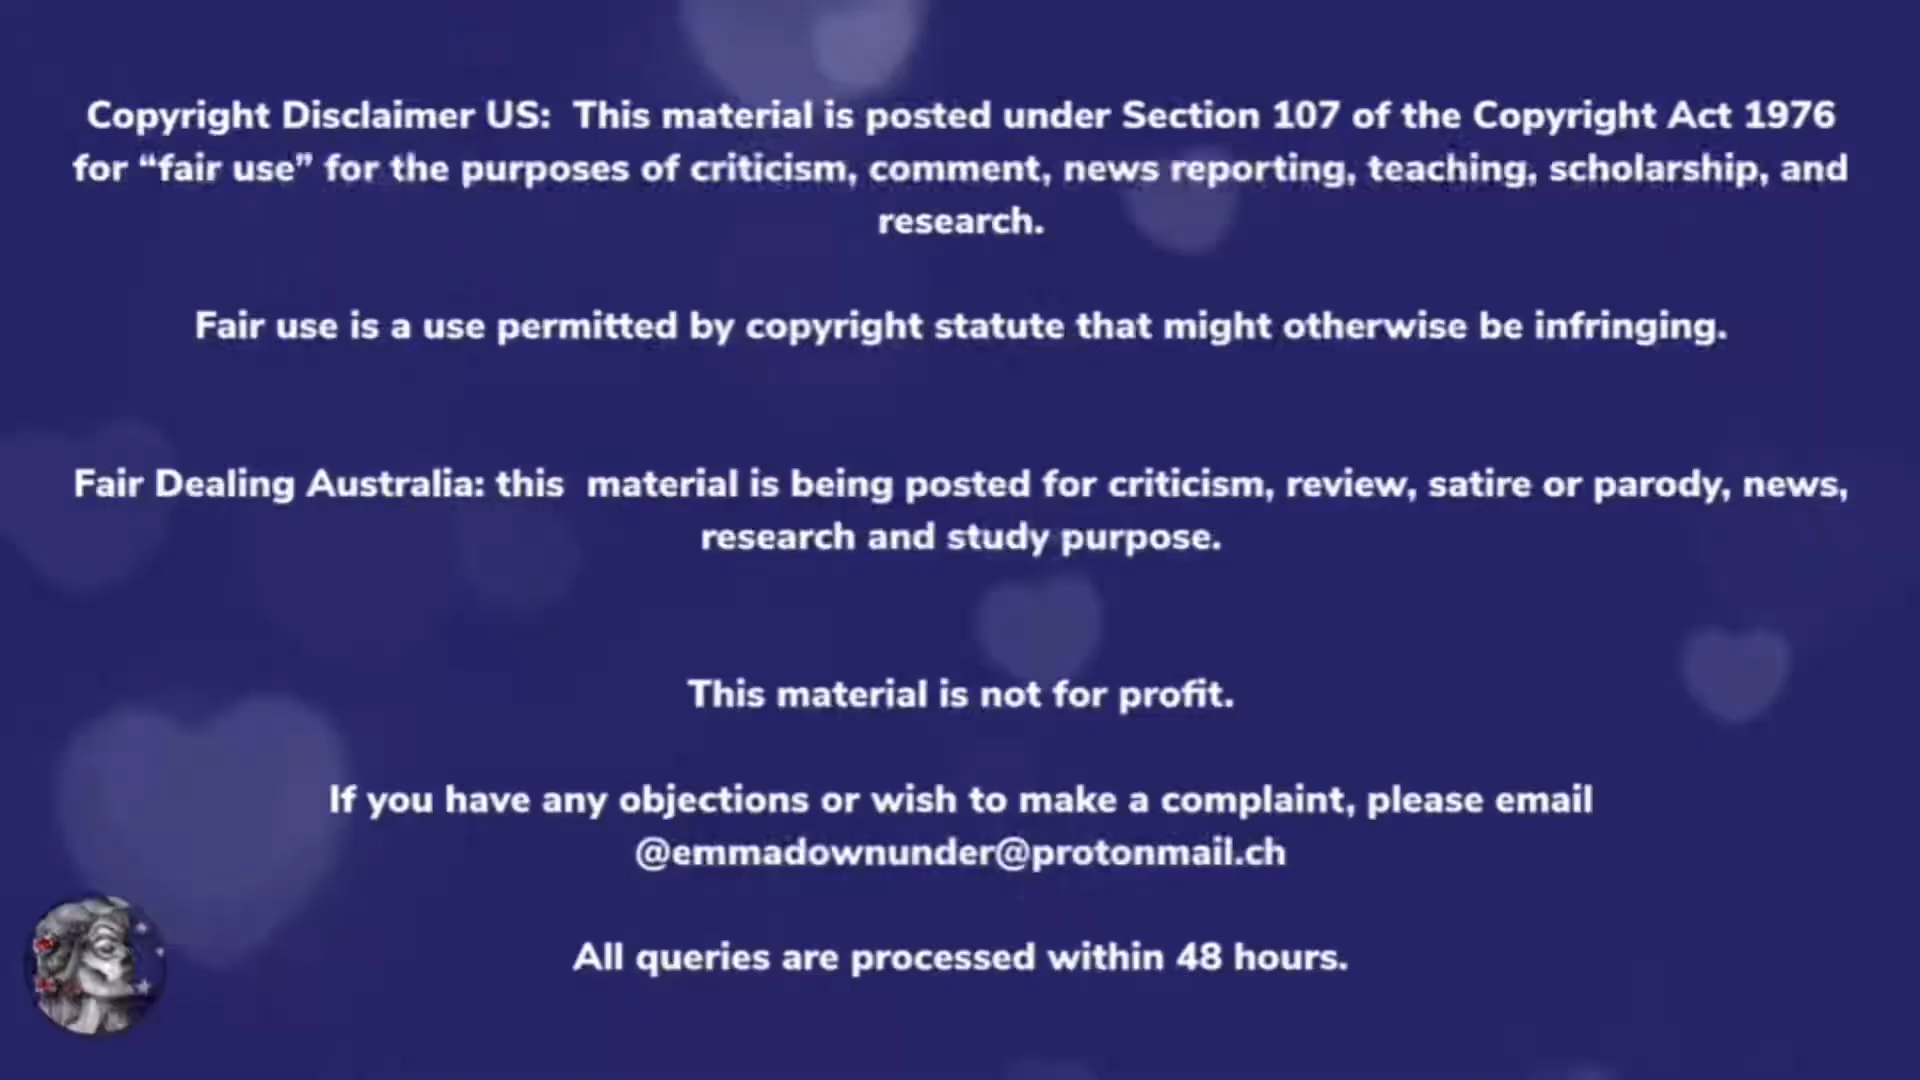 Copyright Disclaimer US:  This material is posted under Section 107 of the Copyright Act 1976
for “fair use” for the purposes of criticism, comment, news reporting, teaching, scholarship, and
research.
Fair use is a use permitted by copyright statute that might otherwise be infringing.
Fair Dealing Australia: this  material is being posted for criticism, review, satire or parody, news,
research and study purpose.
This material is not for profit.
If you have any objections or wish to make a complaint, please email
@emmadownunder@protonmail.ch
All queries are processed within 48 hours.